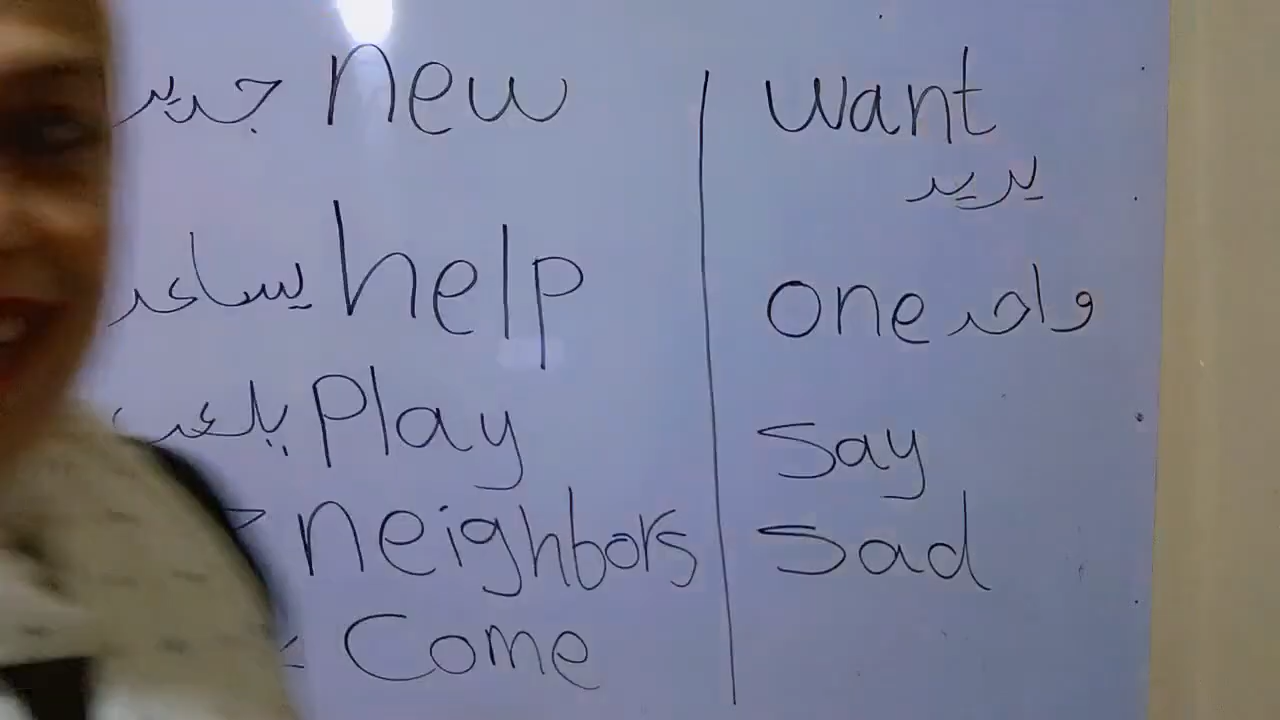 new جديد
help يساعد
Play يلعب
neighbors
Come
want
يريد
one واحد
say
sad